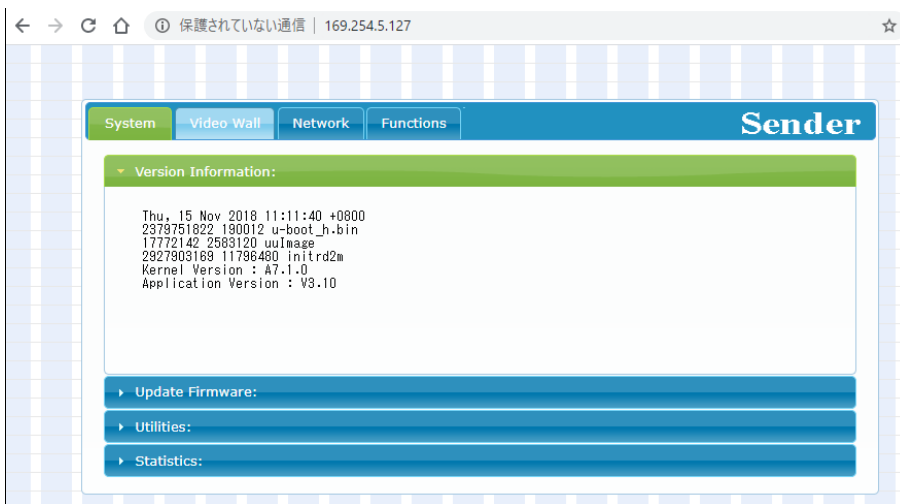 保護されていない通信 | 169.254.5.127
System Video Wall Network Functions Sender
Version Information:
Thu, 15 Nov 2018 11:11:40 +0800
2379751822 190012 u-boot_h.bin
17772142 2583120 uuImage
2927903169 11796480 initrd2m
Kernel Version : A7.1.0
Application Version : V3.10
Update Firmware:
Utilities:
Statistics: